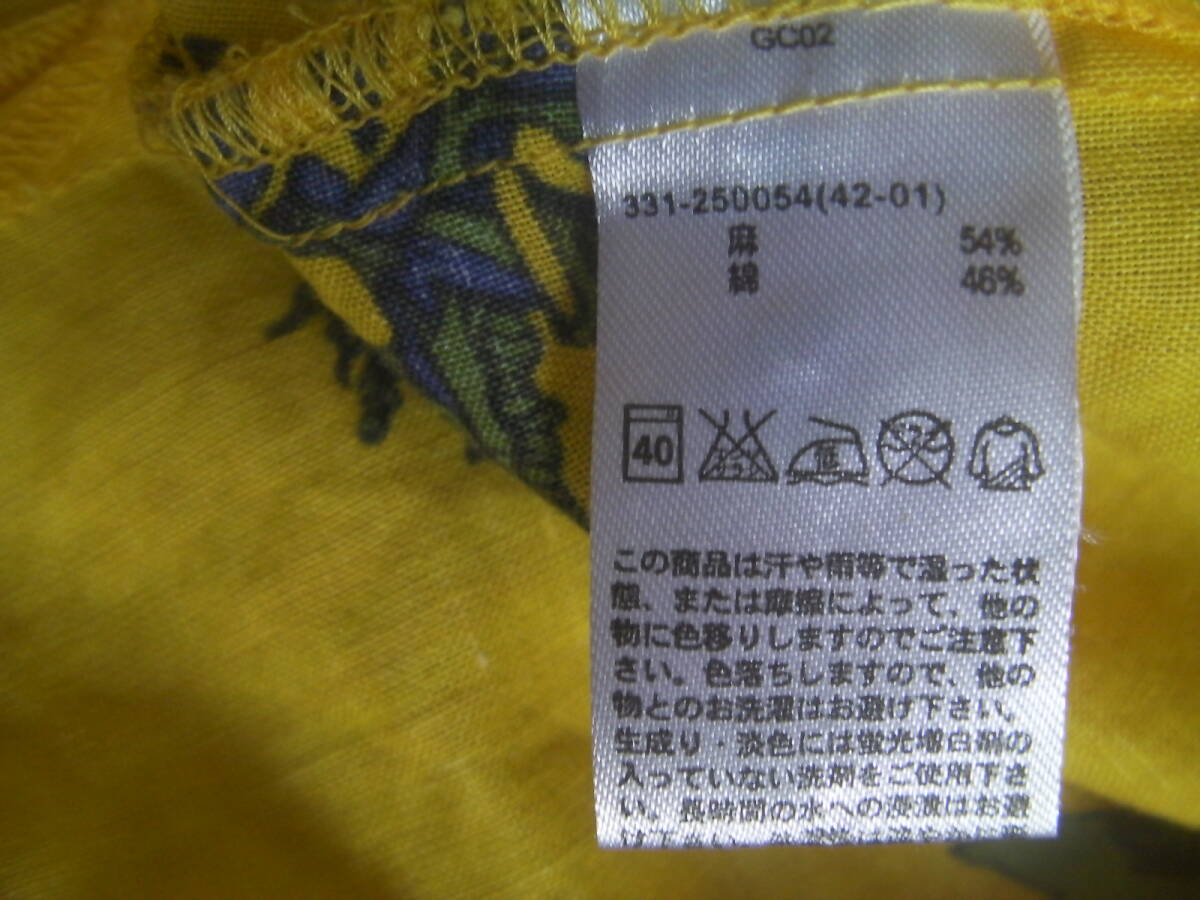 GC02
331-250054(42-01)
麻 54%
綿 46%
40
低
この商品は汗や雨等で湿った状
態、または摩擦によって、他の
物に色移りしますのでご注意下
さい。色落ちしますので、他の
物とのお洗濯はお避け下さい。
生成り・淡色には蛍光増白剤の
入っていない洗剤をご使用下さ
い。長時間の水への浸漬はお避
け下さい。